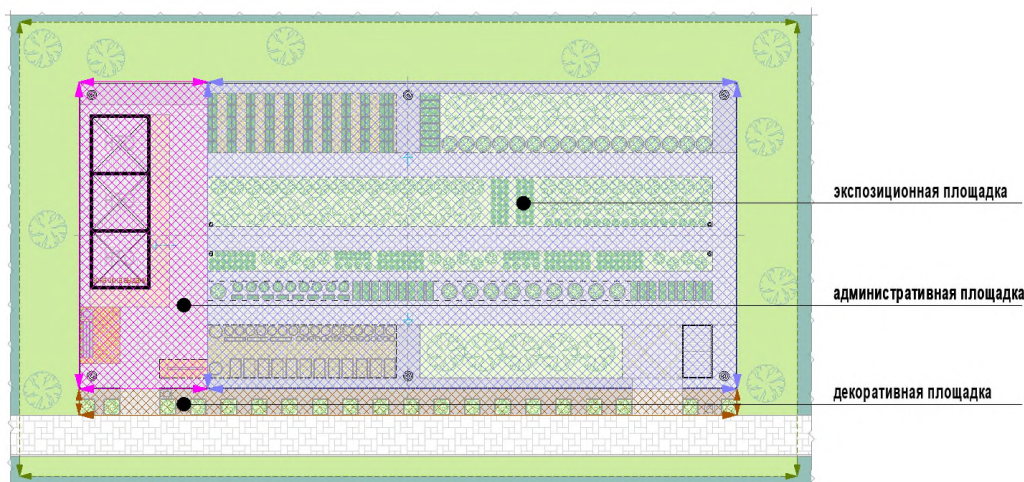 экспозиционная площадка
административная площадка
декоративная площадка